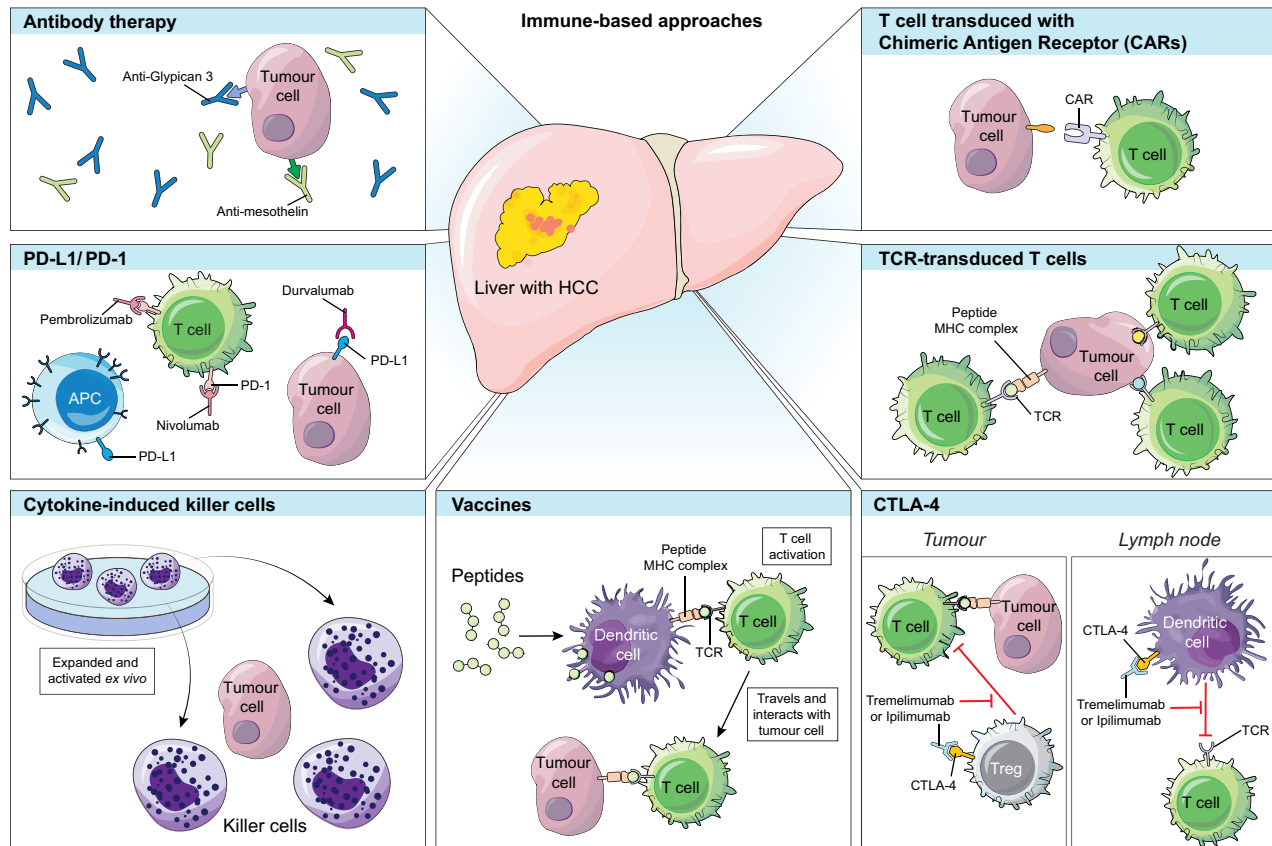 Immune-based approaches
Liver with HCC
Antibody therapy
Anti-Glypican 3
Tumour
cell
Anti-mesothelin
T cell transduced with
Chimeric Antigen Receptor (CARs)
Tumour
cell
CAR
T cell
PD-L1/ PD-1
Pembrolizumab
T cell
Durvalumab
PD-L1
APC
PD-1
Nivolumab
Tumour
cell
PD-L1
TCR-transduced T cells
Peptide
MHC complex
T cell
Tumour
cell
T cell
TCR
T cell
Cytokine-induced killer cells
Expanded and
activated ex vivo
Tumour
cell
Killer cells
Vaccines
Peptides
Peptide
MHC complex
T cell
activation
Dendritic
cell
TCR
T cell
Travels and
interacts with
tumour cell
Tumour
cell
T cell
CTLA-4
Tumour
T cell
Tumour
cell
Tremelimumab
or Ipilimumab
CTLA-4
Treg
Lymph node
CTLA-4
Dendritic
cell
Tremelimumab
or Ipilimumab
TCR
T cell